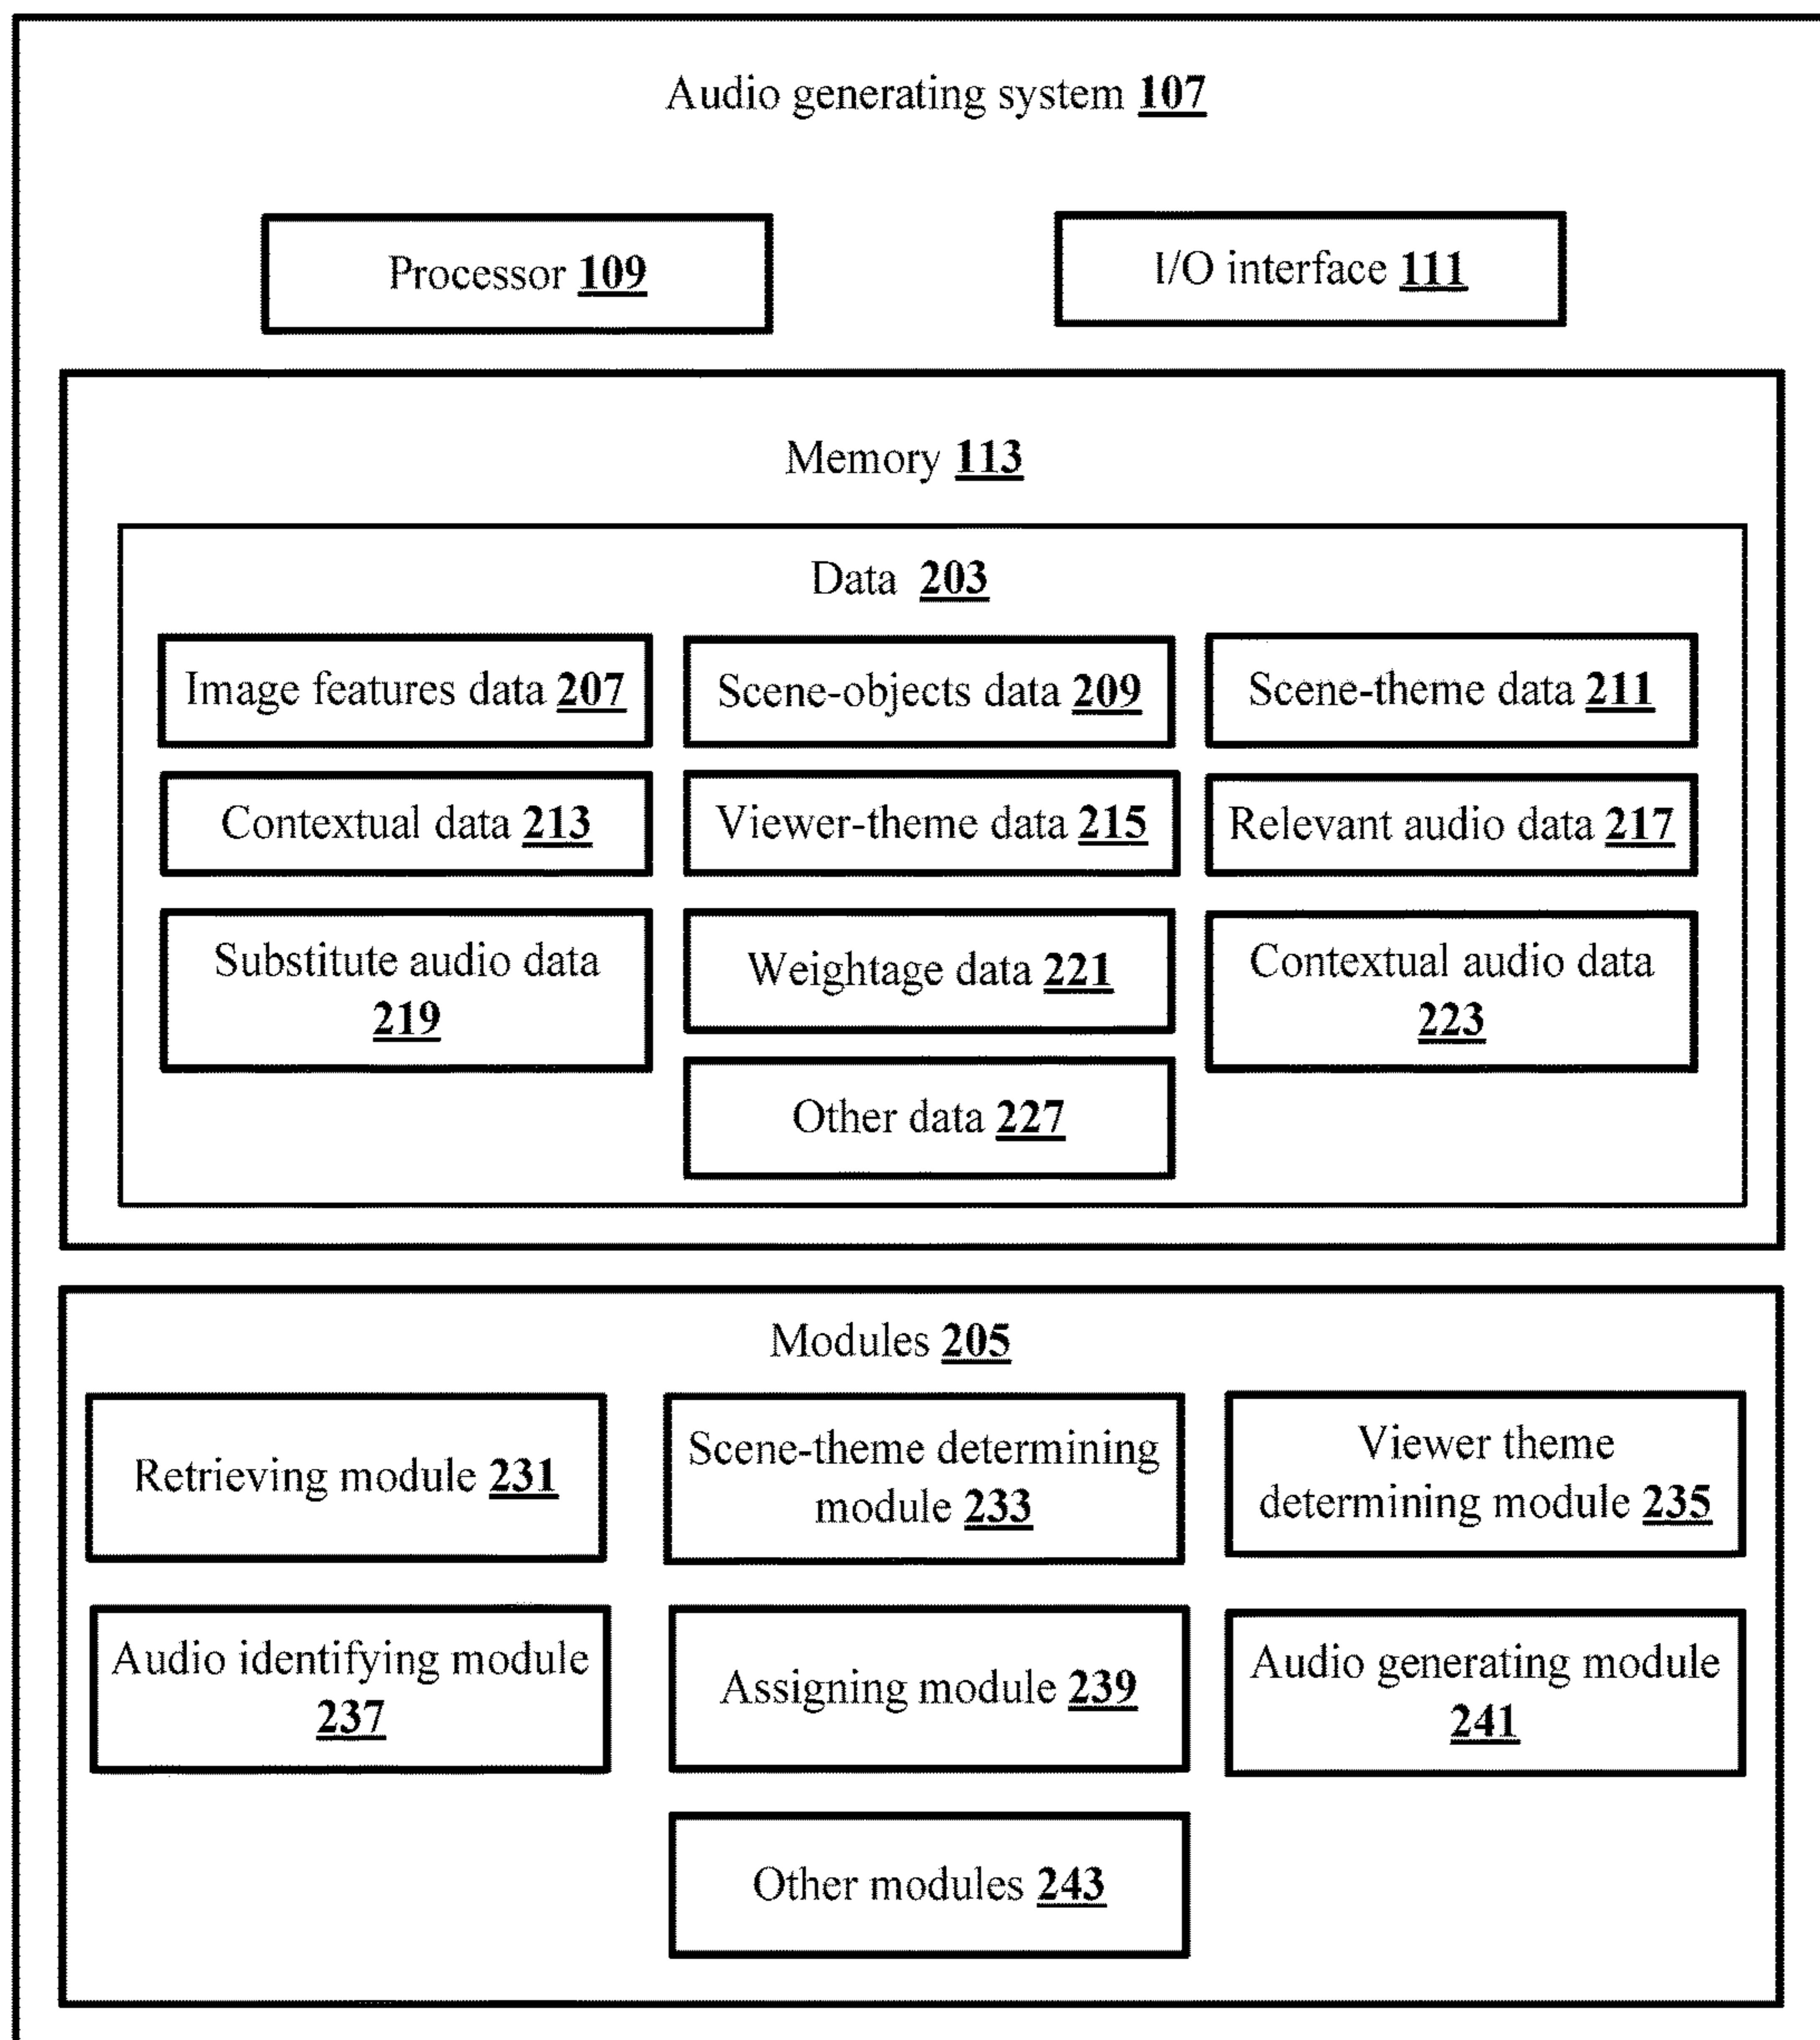 Audio generating system 107
Processor 109
I/O interface 111
Memory 113
Data 203
Image features data 207
Scene-objects data 209
Scene-theme data 211
Contextual data 213
Viewer-theme data 215
Relevant audio data 217
Substitute audio data
219
Weightage data 221
Contextual audio data
223
Other data 227
Modules 205
Retrieving module 231
Scene-theme determining
module 233
Viewer theme
determining module 235
Audio identifying module
237
Assigning module 239
Audio generating module
241
Other modules 243